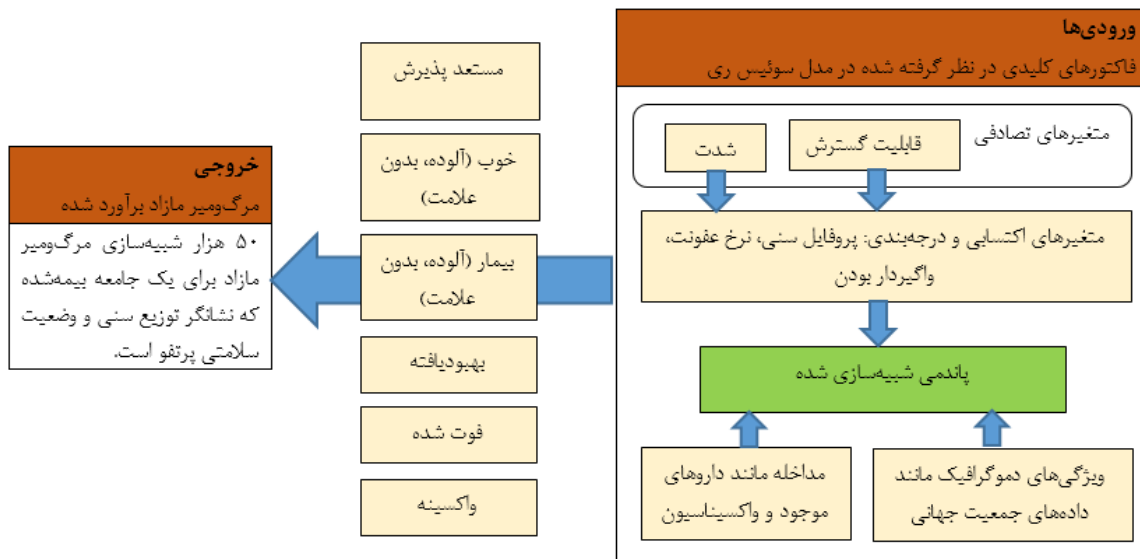 ورودی‌ها
فاکتورهای کلیدی در نظر گرفته شده در مدل سوئیس ری
متغیرهای تصادفی
قابلیت گسترش
شدت
متغیرهای اکتسابی و درجه‌بندی: پروفایل سنی، نرخ عفونت،
واگیردار بودن
پاندمی شبیه‌سازی شده
ویژگی‌های دموگرافیک مانند
داده‌های جمعیت جهانی
مداخله مانند داروهای
موجود و واکسیناسیون
مستعد پذیرش
خوب (آلوده، بدون
علامت)
بیمار (آلوده، بدون
علامت)
بهبودیافته
فوت شده
واکسینه
خروجی
مرگ‌ومیر مازاد برآورد شده
۵۰ هزار شبیه‌سازی مرگ‌ومیر
مازاد برای یک جامعه بیمه‌شده
که نشانگر توزیع سنی و وضعیت
سلامتی پرتفو است.